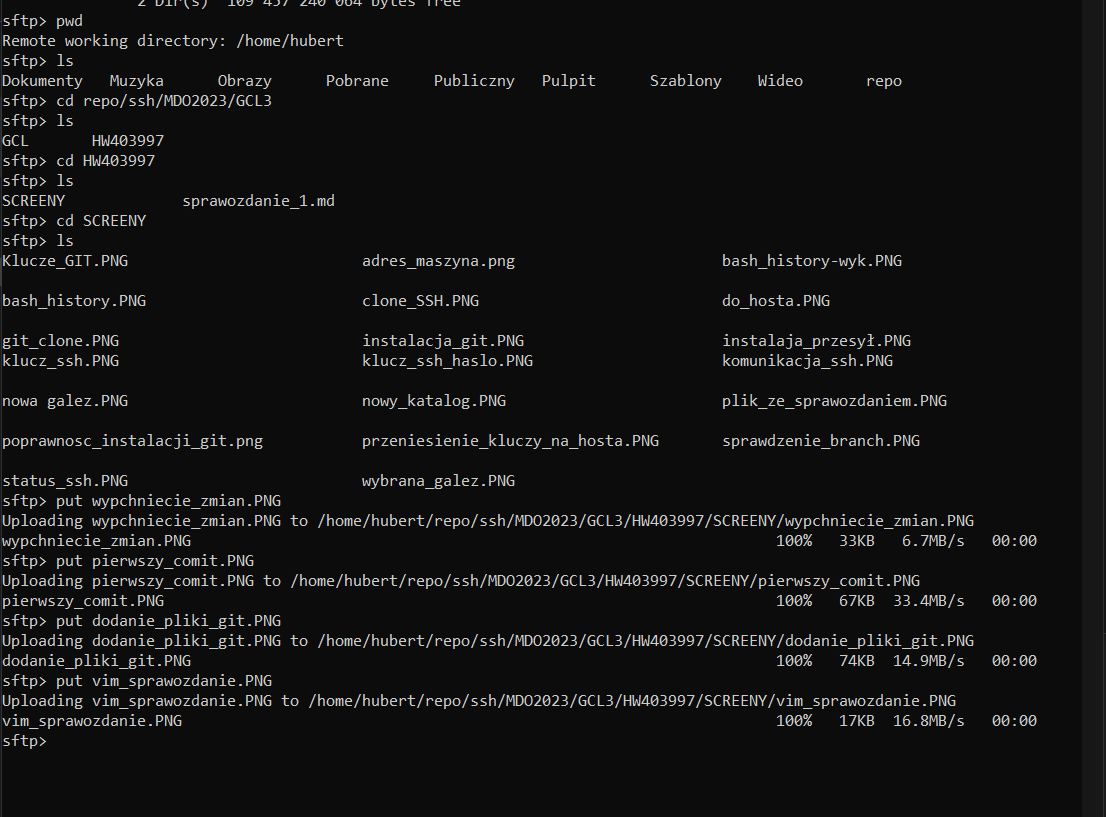 2 Dir(s)  109 457 240 064 bytes free
sftp> pwd
Remote working directory: /home/hubert
sftp> ls
Dokumenty   Muzyka      Obrazy      Pobrane     Publiczny   Pulpit      Szablony    Wideo       repo
sftp> cd repo/ssh/MDO2023/GCL3
sftp> ls
GCL       HW403997
sftp> cd HW403997
sftp> ls
SCREENY             sprawozdanie_1.md
sftp> cd SCREENY
sftp> ls
Klucze_GIT.PNG                          adres_maszyna.png                       bash_history-wyk.PNG
bash_history.PNG                        clone_SSH.PNG                           do_hosta.PNG
git_clone.PNG                           instalacja_git.PNG                      instalaja_przesył.PNG
klucz_ssh.PNG                           klucz_ssh_haslo.PNG                     komunikacja_ssh.PNG
nowa galez.PNG                          nowy_katalog.PNG                        plik_ze_sprawozdaniem.PNG
poprawnosc_instalacji_git.png           przeniesienie_kluczy_na_hosta.PNG       sprawdzenie_branch.PNG
status_ssh.PNG                          wybrana_galez.PNG
sftp> put wypchniecie_zmian.PNG
Uploading wypchniecie_zmian.PNG to /home/hubert/repo/ssh/MDO2023/GCL3/HW403997/SCREENY/wypchniecie_zmian.PNG
wypchniecie_zmian.PNG                                                                 100%   33KB   6.7MB/s   00:00
sftp> put pierwszy_comit.PNG
Uploading pierwszy_comit.PNG to /home/hubert/repo/ssh/MDO2023/GCL3/HW403997/SCREENY/pierwszy_comit.PNG
pierwszy_comit.PNG                                                                    100%   67KB  33.4MB/s   00:00
sftp> put dodanie_pliki_git.PNG
Uploading dodanie_pliki_git.PNG to /home/hubert/repo/ssh/MDO2023/GCL3/HW403997/SCREENY/dodanie_pliki_git.PNG
dodanie_pliki_git.PNG                                                                 100%   74KB  14.9MB/s   00:00
sftp> put vim_sprawozdanie.PNG
Uploading vim_sprawozdanie.PNG to /home/hubert/repo/ssh/MDO2023/GCL3/HW403997/SCREENY/vim_sprawozdanie.PNG
vim_sprawozdanie.PNG                                                                  100%   17KB  16.8MB/s   00:00
sftp>